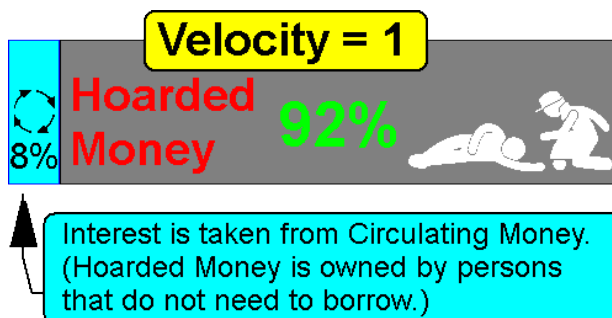 Velocity = 1
Hoarded
Money
92%
8%
Interest is taken from Circulating Money.
(Hoarded Money is owned by persons
that do not need to borrow.)